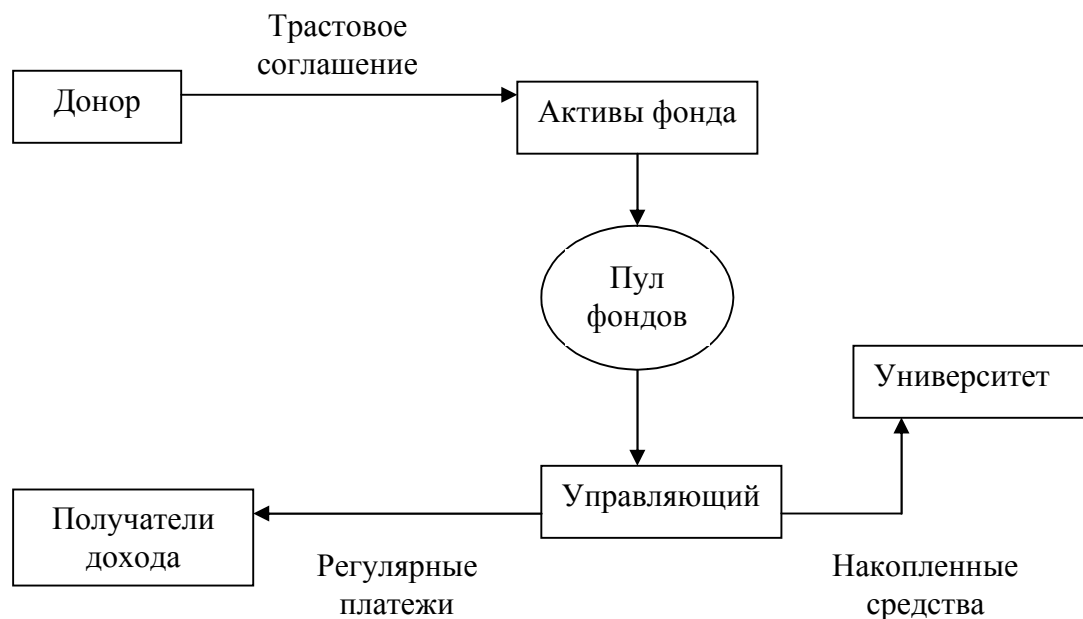 Трастовое
соглашение
Донор
Активы фонда
Пул
фондов
Университет
Управляющий
Получатели
дохода
Регулярные
платежи
Накопленные
средства